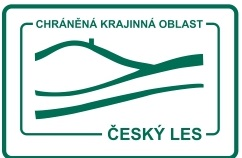 CHRÁNĚNÁ KRAJINNÁ OBLAST
ČESKÝ LES